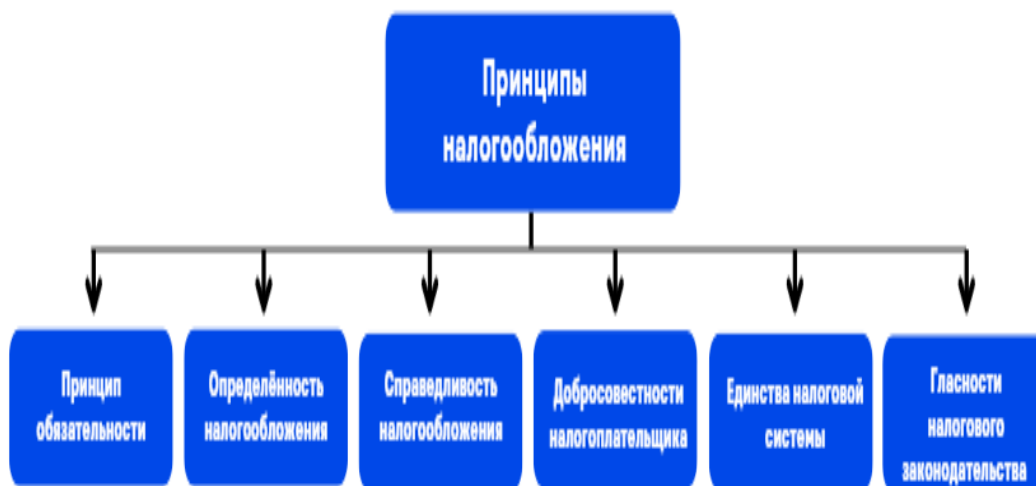 Принципы
налогообложения
Принцип
обязательности
Определённость
налогообложения
Справедливость
налогообложения
Добросовестности
налогоплательщика
Единства налоговой
системы
Гласности
налогового
законодательства